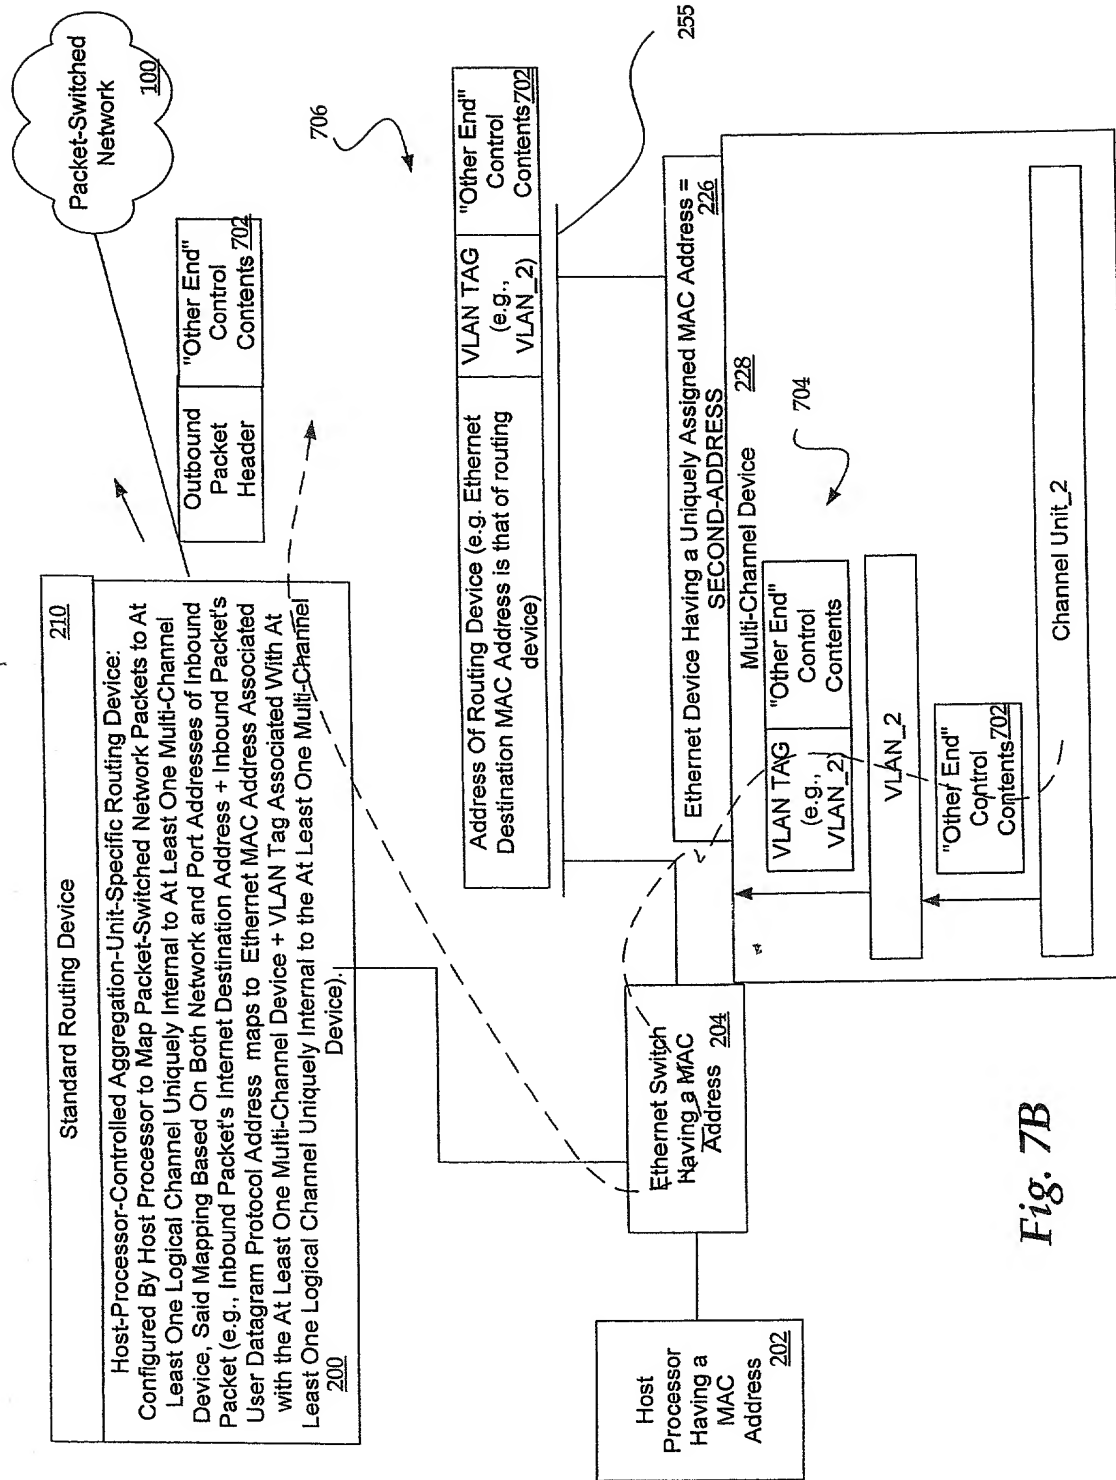 Standard Routing Device
210
Host-Processor-Controlled Aggregation-Unit-Specific Routing Device:
Configured By Host Processor to Map Packet-Switched Network Packets to At
Least One Logical Channel Uniquely Internal to At Least One Multi-Channel
Device, Said Mapping Based On Both Network and Port Addresses of Inbound
Packet (e.g., Inbound Packet's Internet Destination Address + Inbound Packet's
User Datagram Protocol Address maps to Ethernet MAC Address Associated
with the At Least One Multi-Channel Device + VLAN Tag Associated With At
Least One Logical Channel Uniquely Internal to the At Least One Multi-Channel
Device).
200
Packet-Switched
Network
100
Outbound
Packet
Header
"Other End"
Control
Contents 702
706
Address Of Routing Device (e.g. Ethernet
Destination MAC Address is that of routing
device)
VLAN TAG
(e.g.,
VLAN_2)
"Other End"
Control
Contents 702
255
Host
Processor
Having a
MAC
Address
202
Ethernet Switch
Having a MAC
Address 204
Ethernet Device Having a Uniquely Assigned MAC Address =
SECOND-ADDRESS
226
Multi-Channel Device
228
VLAN TAG
(e.g.,
VLAN_2)
"Other End"
Control
Contents
704
VLAN_2
"Other End"
Control
Contents 702
Channel Unit_2
Fig. 7B